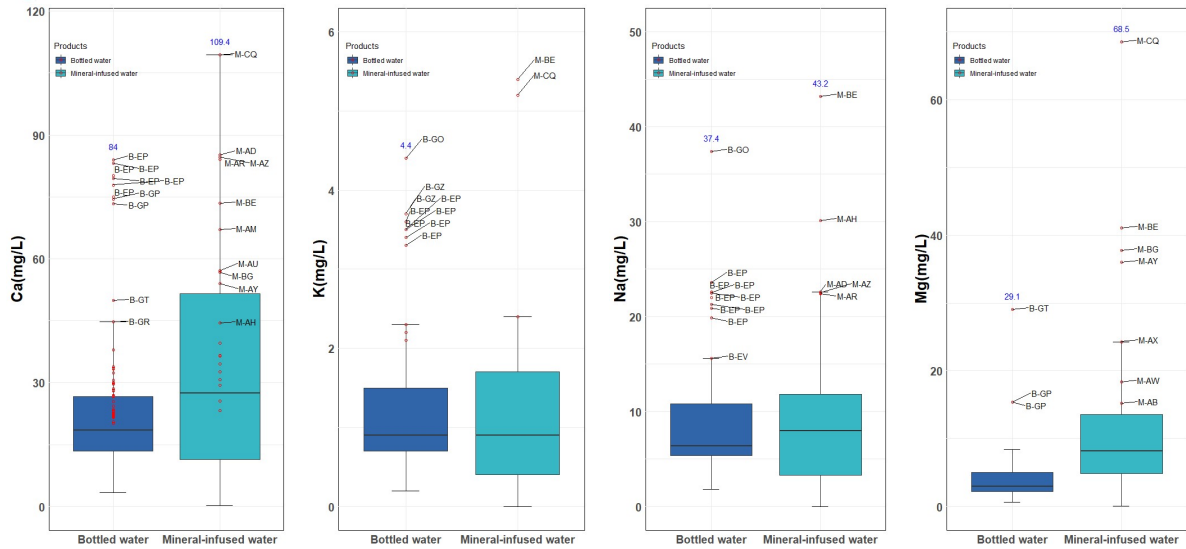 Ca(mg/L)
120
90
60
30
0
Products
Bottled water
Mineral-infused water
84
B-EP
B-EP B-EP
B-EP B-EP
B-EP B-GP
B-GP
B-GT
B-GR
109.4
M-CQ
M-AD
M-AR M-AZ
M-BE
M-AM
M-AU
M-BG
M-AY
M-AH
Bottled water Mineral-infused water
K(mg/L)
6
4
2
0
Products
Bottled water
Mineral-infused water
4.4
B-GO
B-GZ
B-GZ B-EP
B-EP B-EP
B-EP B-EP
B-EP
M-BE
M-CQ
Bottled water Mineral-infused water
Na(mg/L)
50
40
30
20
10
0
Products
Bottled water
Mineral-infused water
37.4
B-GO
B-EP
B-EP B-EP
B-EP B-EP
B-EP B-EP
B-EP
B-EV
43.2
M-BE
M-AH
M-AD M-AZ
M-AR
Bottled water Mineral-infused water
Mg(mg/L)
60
40
20
0
Products
Bottled water
Mineral-infused water
29.1
B-GT
B-GP
B-GP
68.5
M-CQ
M-BE
M-BG
M-AY
M-AX
M-AW
M-AB
Bottled water Mineral-infused water